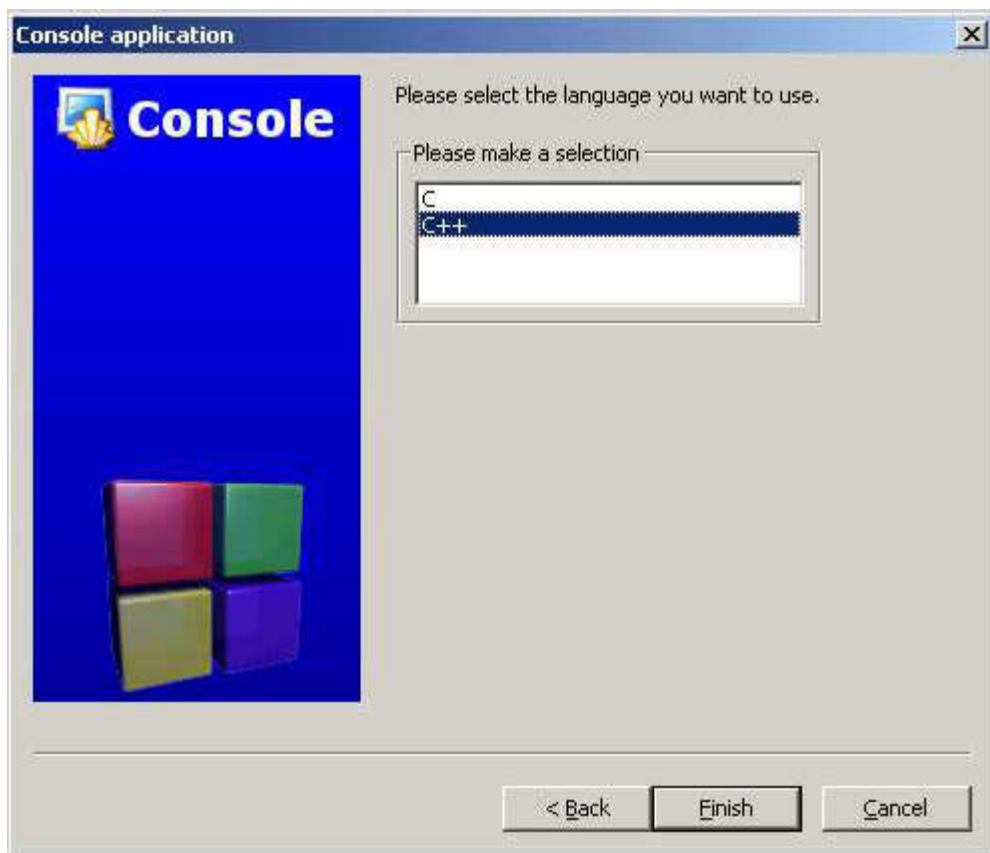 Console application
Console
Please select the language you want to use.
Please make a selection
C
C++
< Back
Finish
Cancel